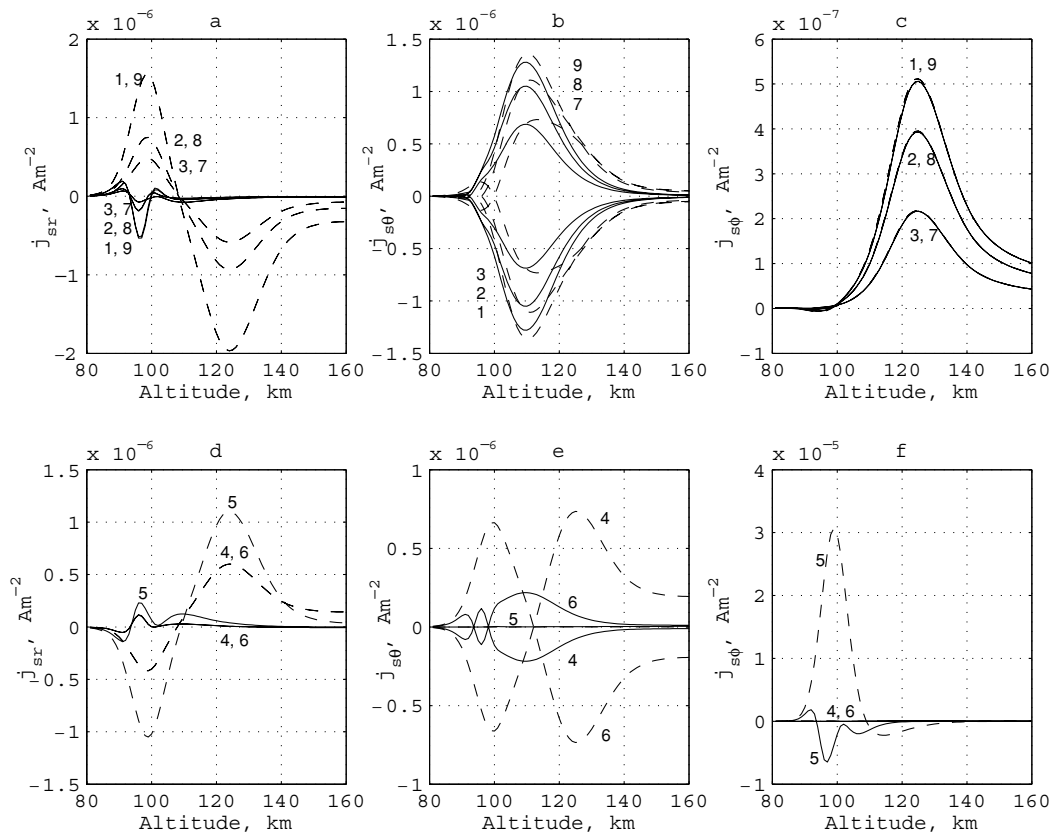 x 10⁻⁶ a
2
1
0
−1
−2
80 100 120 140 160
Altitude, km
j_sr, Am⁻²
1, 9
2, 8
3, 7
3, 7
2, 8
1, 9
x 10⁻⁶ b
1.5
1
0.5
0
−0.5
−1
−1.5
80 100 120 140 160
Altitude, km
j_sθ, Am⁻²
9
8
7
3
2
1
x 10⁻⁷ c
6
5
4
3
2
1
0
−1
80 100 120 140 160
Altitude, km
j_sϕ, Am⁻²
1, 9
2, 8
3, 7
x 10⁻⁶ d
1.5
1
0.5
0
−0.5
−1
−1.5
80 100 120 140 160
Altitude, km
j_sr, Am⁻²
5
4, 6
5
4, 6
x 10⁻⁶ e
1
0.5
0
−0.5
−1
80 100 120 140 160
Altitude, km
j_sθ, Am⁻²
4
6
5
4
6
x 10⁻⁵ f
4
3
2
1
0
−1
80 100 120 140 160
Altitude, km
j_sϕ, Am⁻²
5
4, 6
5